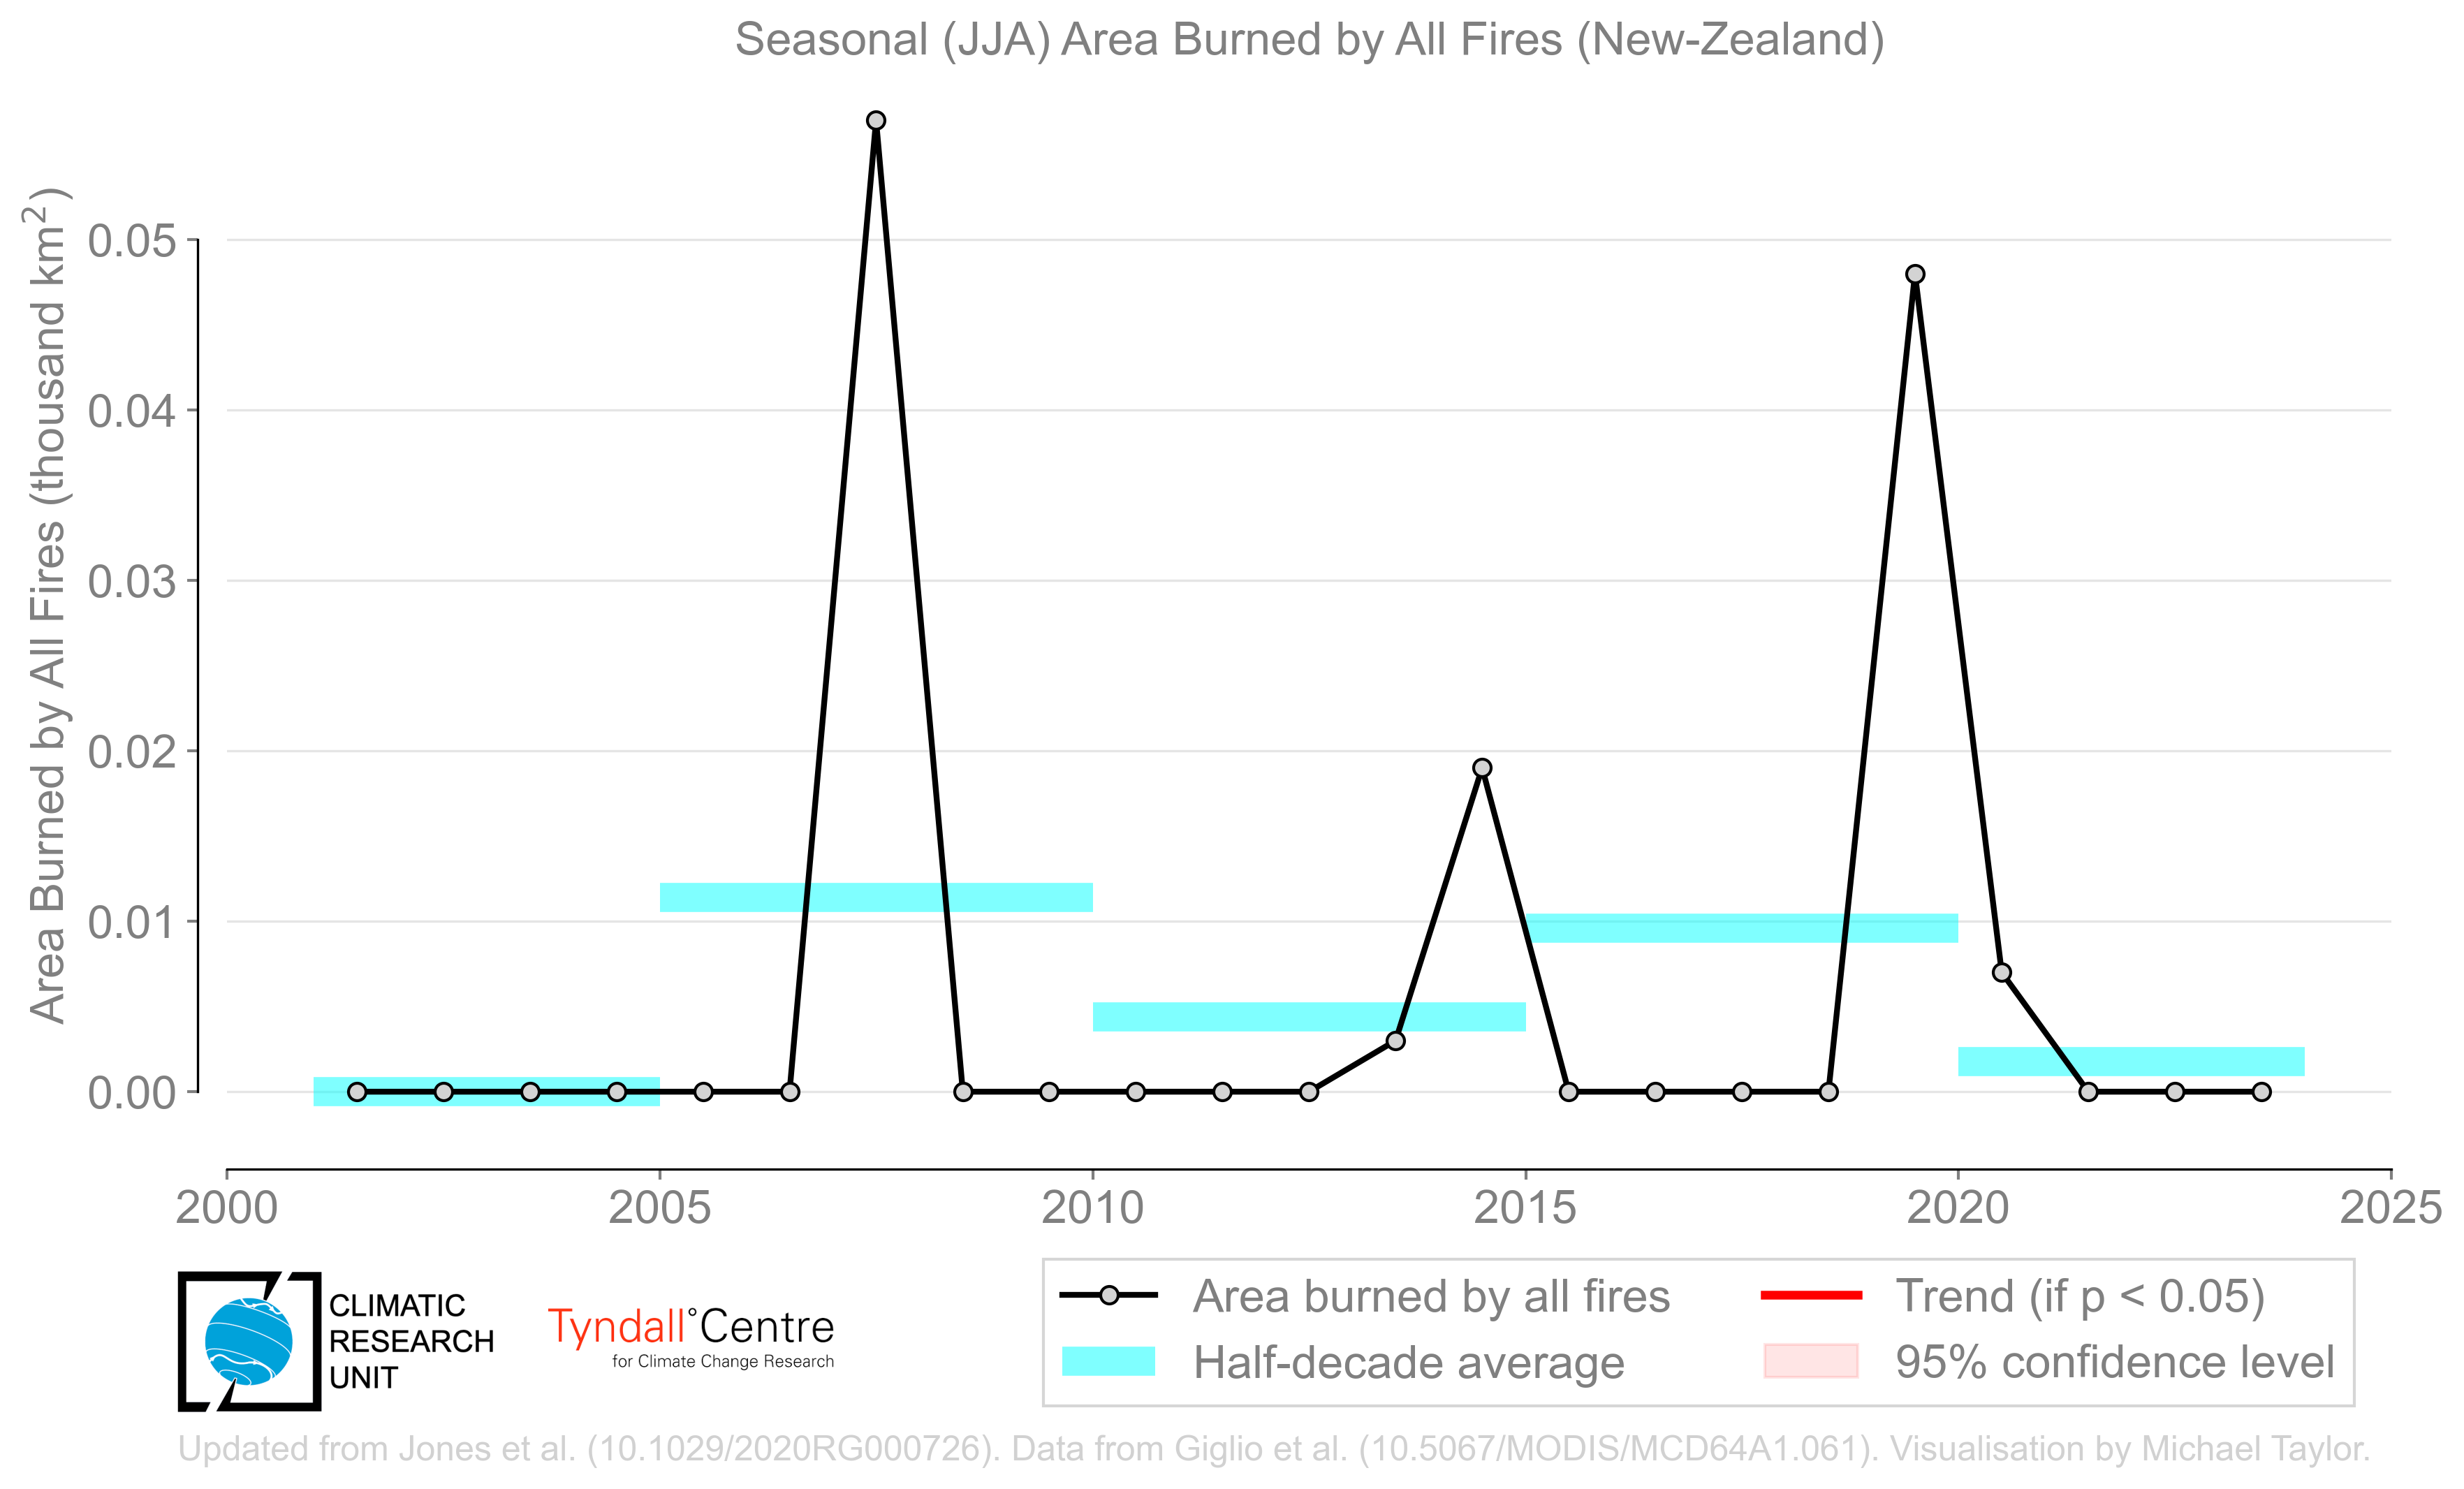 Seasonal (JJA) Area Burned by All Fires (New-Zealand)
Area Burned by All Fires (thousand km²)
0.05
0.04
0.03
0.02
0.01
0.00
2000 2005 2010 2015 2020 2025
CLIMATIC
RESEARCH
UNIT
Tyndall°Centre
for Climate Change Research
Area burned by all fires
Half-decade average
Trend (if p < 0.05)
95% confidence level
Updated from Jones et al. (10.1029/2020RG000726). Data from Giglio et al. (10.5067/MODIS/MCD64A1.061). Visualisation by Michael Taylor.